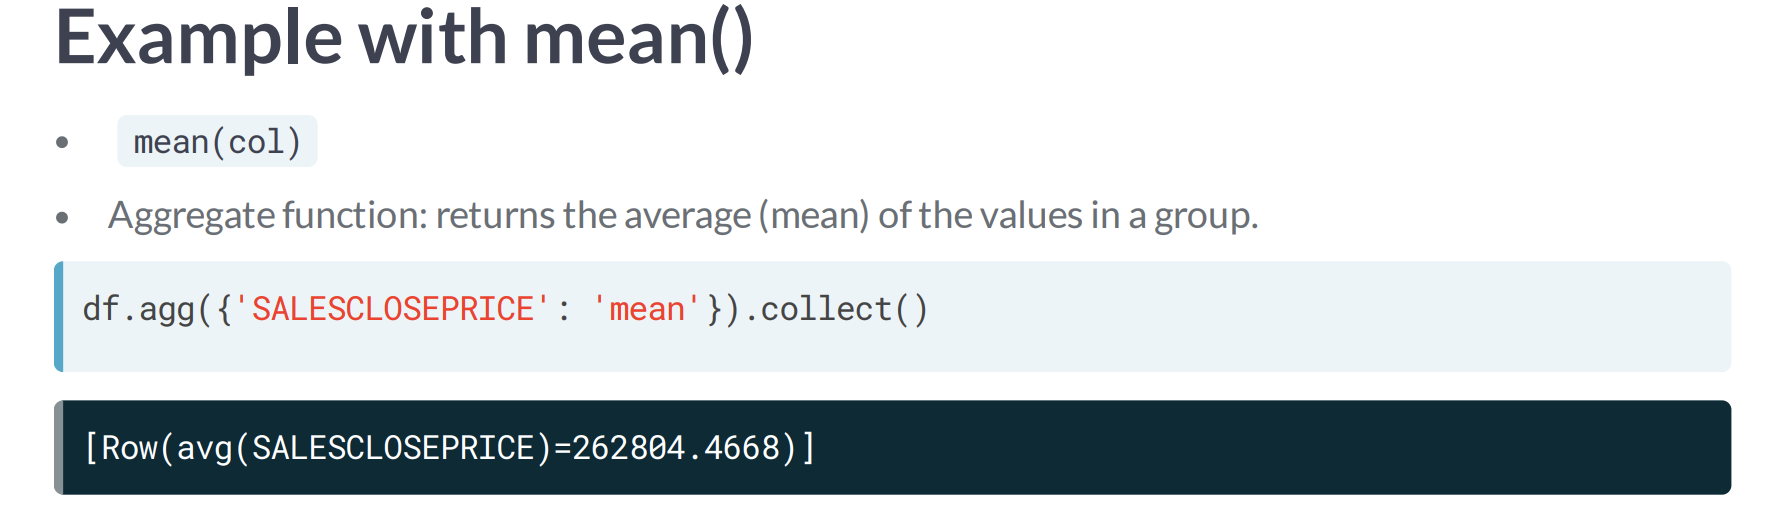 Example with mean()
mean(col)
Aggregate function: returns the average (mean) of the values in a group.
df.agg({'SALESCLOSEPRICE': 'mean'}).collect()
[Row(avg(SALESCLOSEPRICE)=262804.4668)]